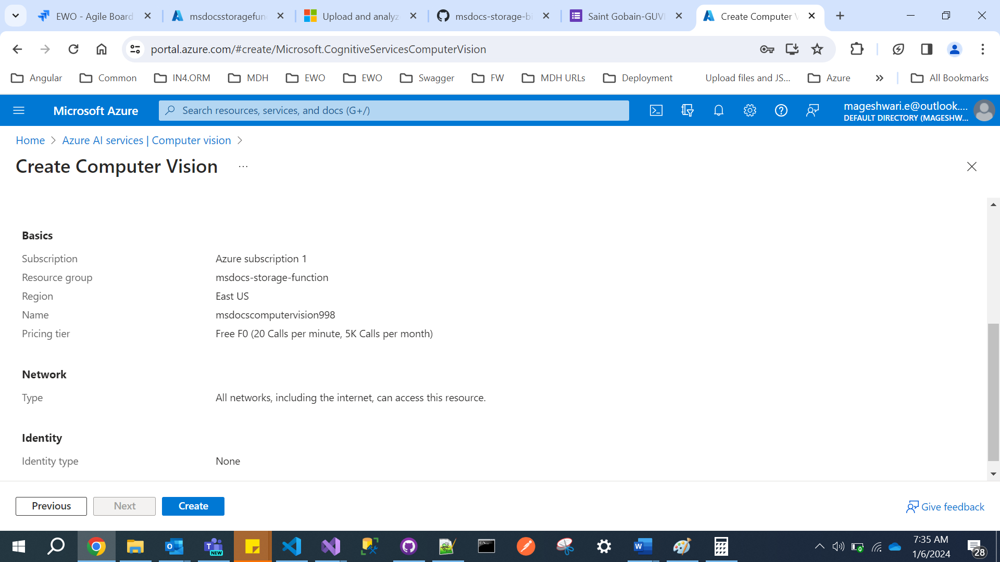 EWO - Agile Board
msdocsstoragefun
Upload and analyz
msdocs-storage-bi
Saint Gobain-GUVI
Create Computer V
portal.azure.com/#create/Microsoft.CognitiveServicesComputerVision
Angular
Common
IN4.ORM
MDH
EWO
EWO
Swagger
FW
MDH URLs
Deployment
Upload files and JS...
Azure
»
All Bookmarks
Microsoft Azure
Search resources, services, and docs (G+/)
mageshwari.e@outlook....
DEFAULT DIRECTORY (MAGESHW...
Home > Azure AI services | Computer vision >
Create Computer Vision ...
Basics
Subscription Azure subscription 1
Resource group msdocs-storage-function
Region East US
Name msdocscomputervision998
Pricing tier Free F0 (20 Calls per minute, 5K Calls per month)
Network
Type All networks, including the internet, can access this resource.
Identity
Identity type None
Previous
Next
Create
Give feedback
NEW
7:35 AM
1/6/2024
28